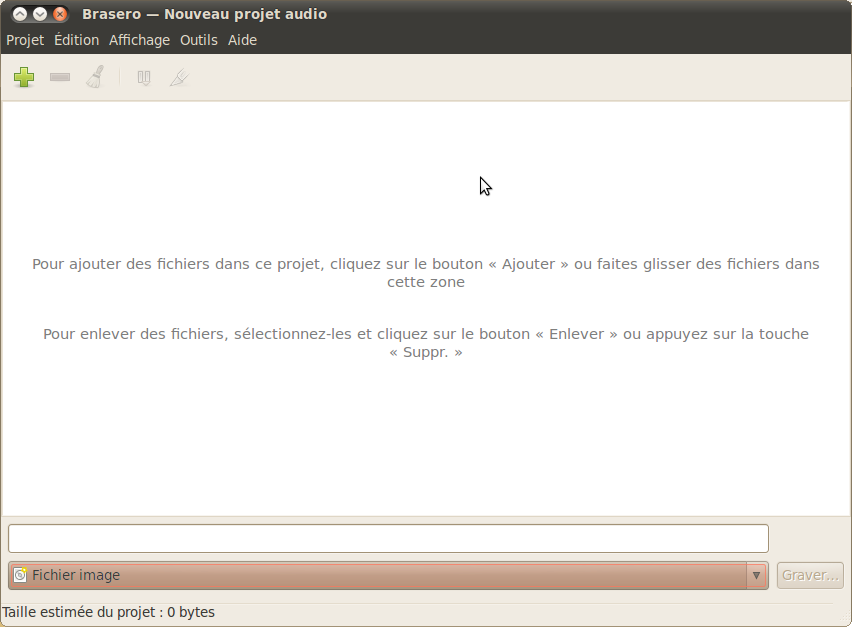 Brasero — Nouveau projet audio
Projet Édition Affichage Outils Aide
Pour ajouter des fichiers dans ce projet, cliquez sur le bouton « Ajouter » ou faites glisser des fichiers dans
cette zone
Pour enlever des fichiers, sélectionnez-les et cliquez sur le bouton « Enlever » ou appuyez sur la touche
« Suppr. »
Fichier image
Graver...
Taille estimée du projet : 0 bytes